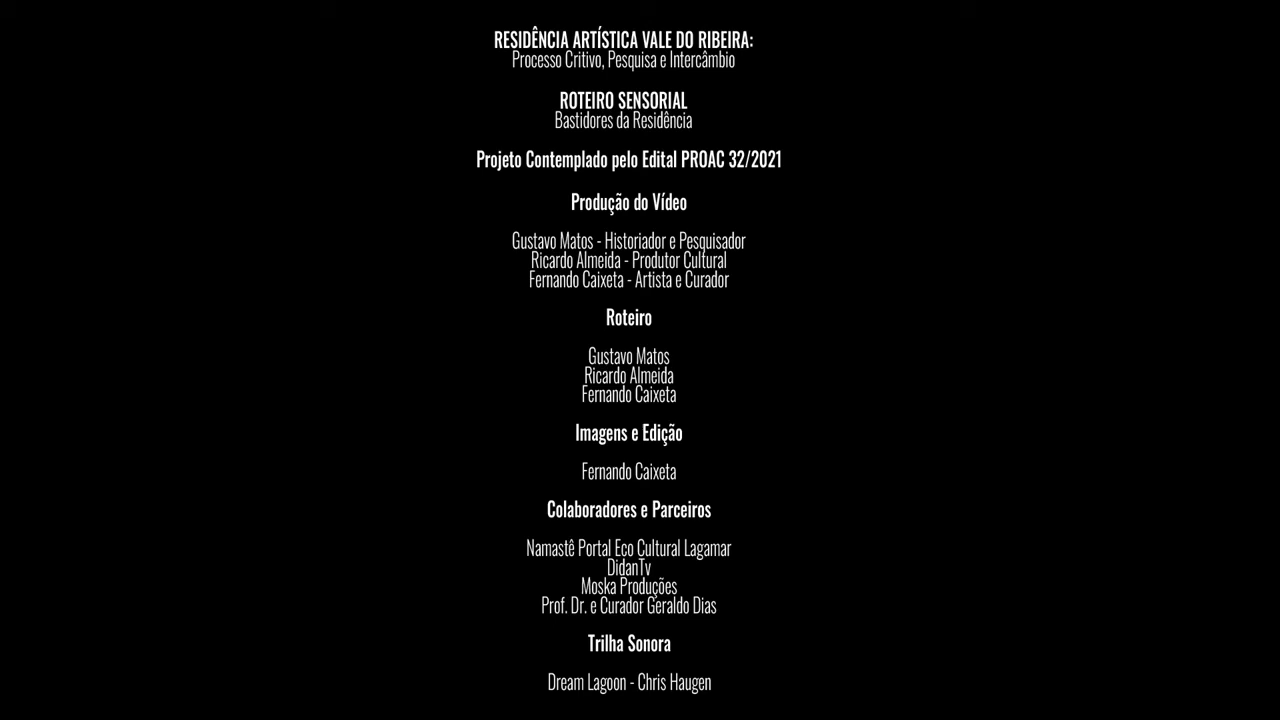 RESIDÊNCIA ARTÍSTICA VALE DO RIBEIRA:
Processo Critivo, Pesquisa e Intercâmbio
ROTEIRO SENSORIAL
Bastidores da Residência
Projeto Contemplado pelo Edital PROAC 32/2021
Produção do Vídeo
Gustavo Matos - Historiador e Pesquisador
Ricardo Almeida - Produtor Cultural
Fernando Caixeta - Artista e Curador
Roteiro
Gustavo Matos
Ricardo Almeida
Fernando Caixeta
Imagens e Edição
Fernando Caixeta
Colaboradores e Parceiros
Namastê Portal Eco Cultural Lagamar
DidanTv
Moska Produções
Prof. Dr. e Curador Geraldo Dias
Trilha Sonora
Dream Lagoon - Chris Haugen